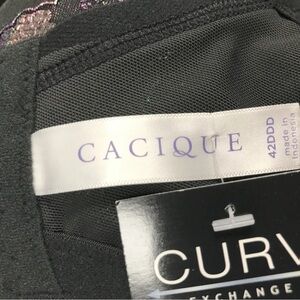 CACIQUE
42DDD
made in
Indonesia
CURV
EXCHANGE